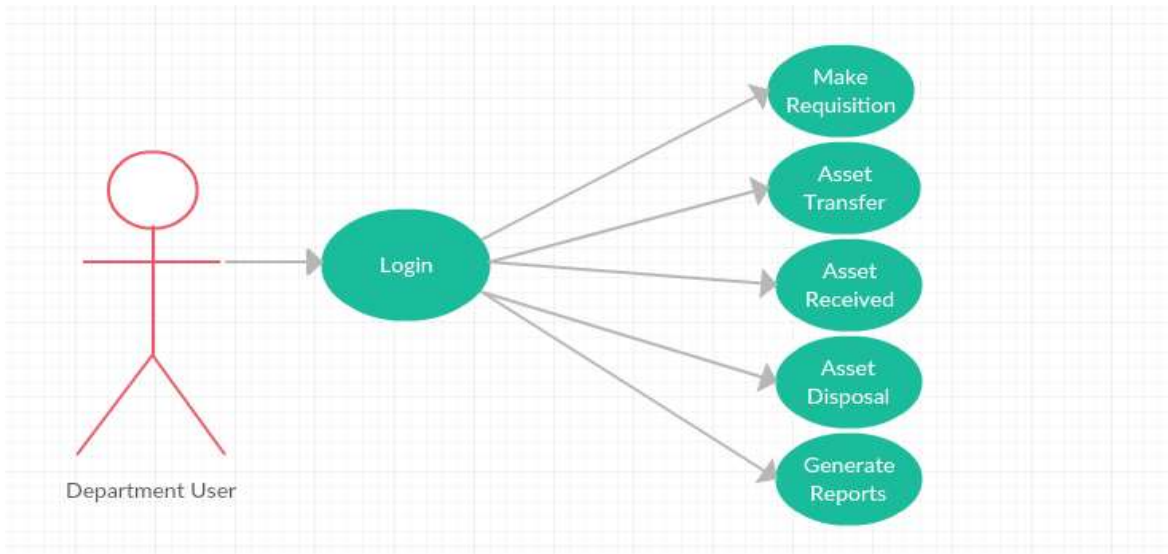 Make
Requisition
Asset
Transfer
Login
Asset
Received
Asset
Disposal
Generate
Reports
Department User